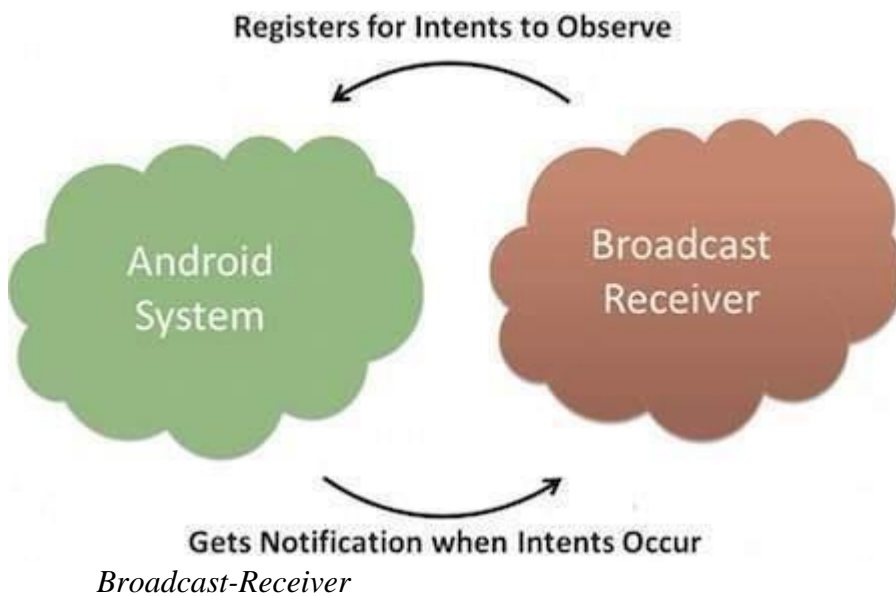 Registers for Intents to Observe
Android
System
Broadcast
Receiver
Gets Notification when Intents Occur
Broadcast-Receiver